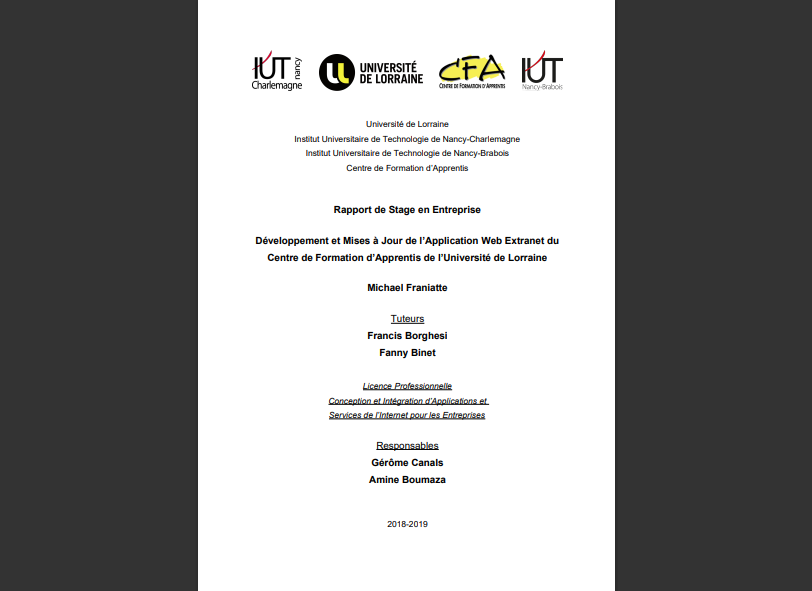 IUT nancy
Charlemagne
UNIVERSITÉ
DE LORRAINE
CFA
CENTRE DE FORMATION D'APPRENTIS
IUT
Nancy-Brabois
Université de Lorraine
Institut Universitaire de Technologie de Nancy-Charlemagne
Institut Universitaire de Technologie de Nancy-Brabois
Centre de Formation d'Apprentis
Rapport de Stage en Entreprise
Développement et Mises à Jour de l'Application Web Extranet du
Centre de Formation d'Apprentis de l'Université de Lorraine
Michael Franiatte
Tuteurs
Francis Borghesi
Fanny Binet
Licence Professionnelle
Conception et Intégration d'Applications et
Services de l'Internet pour les Entreprises
Responsables
Gérôme Canals
Amine Boumaza
2018-2019